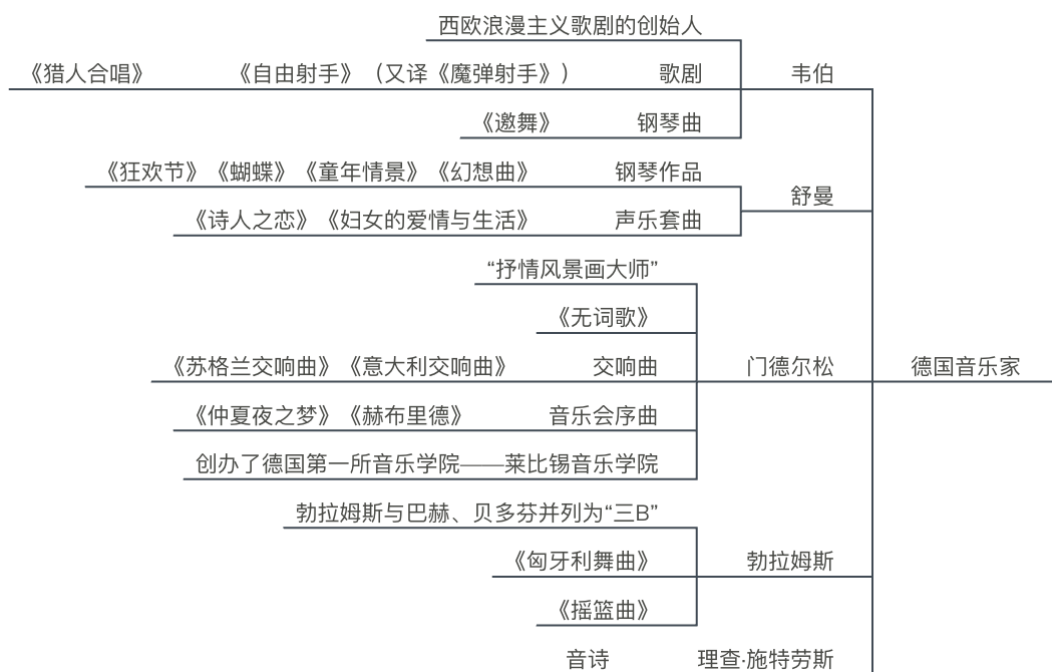 西欧浪漫主义歌剧的创始人
《猎人合唱》 《自由射手》（又译《魔弹射手》） 歌剧 韦伯
《邀舞》 钢琴曲
《狂欢节》《蝴蝶》《童年情景》《幻想曲》 钢琴作品
舒曼
《诗人之恋》《妇女的爱情与生活》 声乐套曲
“抒情风景画大师”
《无词歌》
《苏格兰交响曲》《意大利交响曲》 交响曲 门德尔松 德国音乐家
《仲夏夜之梦》《赫布里德》 音乐会序曲
创办了德国第一所音乐学院——莱比锡音乐学院
勃拉姆斯与巴赫、贝多芬并列为“三B”
《匈牙利舞曲》 勃拉姆斯
《摇篮曲》
音诗 理查·施特劳斯